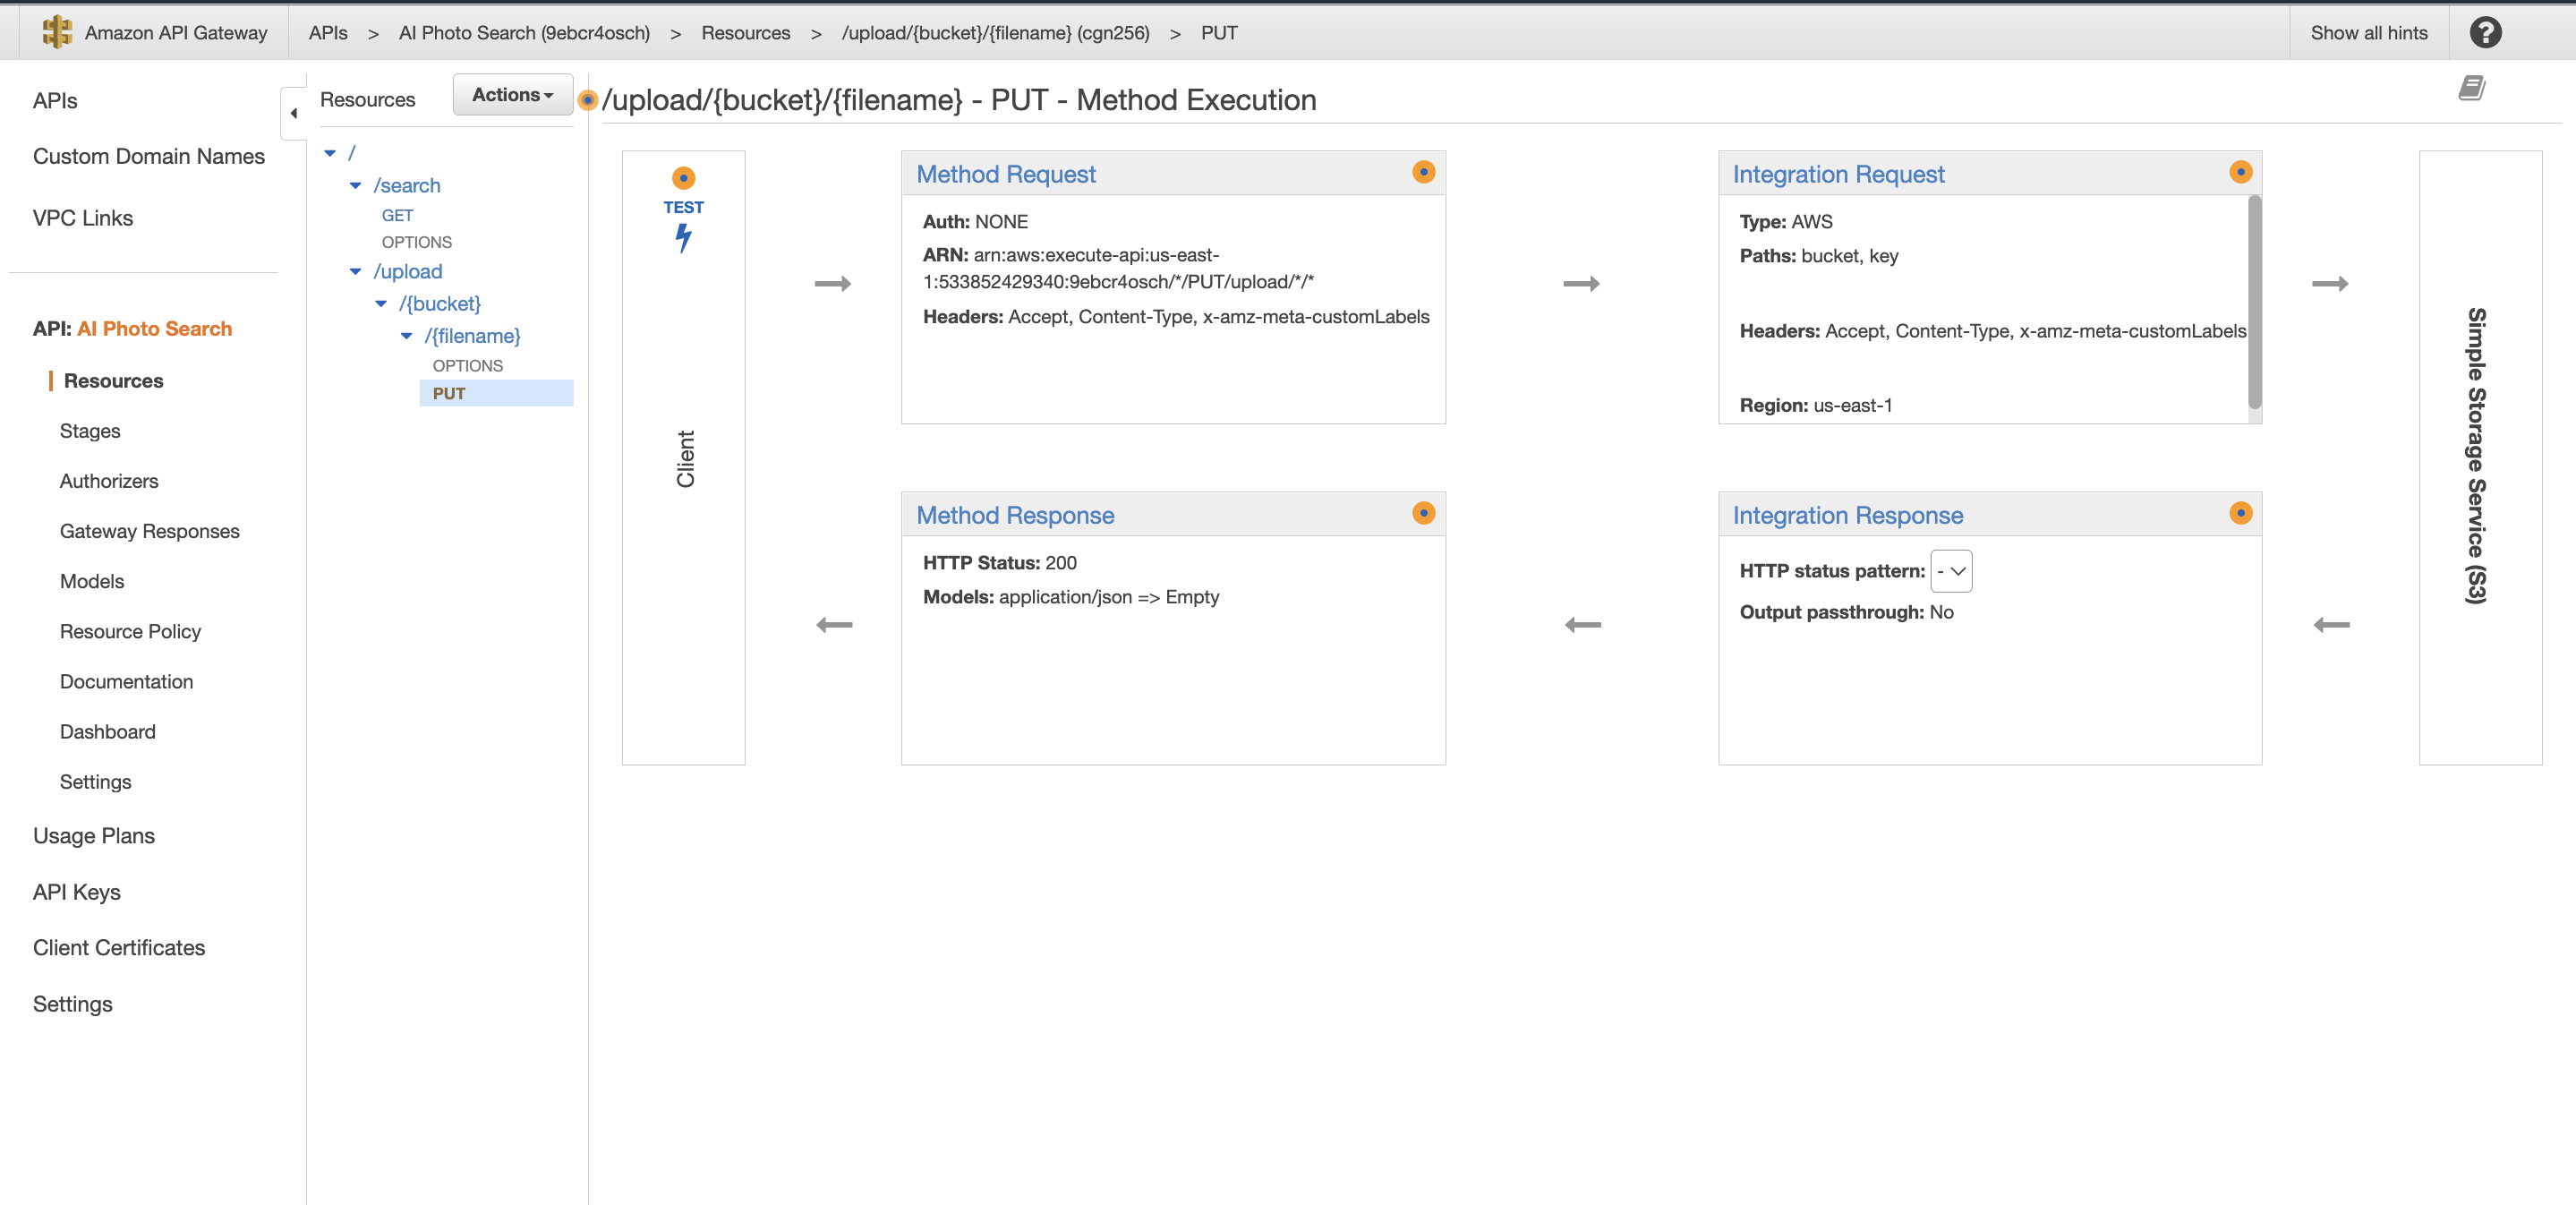 Amazon API Gateway
APIs > AI Photo Search (9ebcr4osch) > Resources > /upload/{bucket}/{filename} (cgn256) > PUT
Show all hints
?
APIs
Custom Domain Names
VPC Links
API: AI Photo Search
Resources
Stages
Authorizers
Gateway Responses
Models
Resource Policy
Documentation
Dashboard
Settings
Usage Plans
API Keys
Client Certificates
Settings
Resources
Actions
/
/search
GET
OPTIONS
/upload
/{bucket}
/{filename}
OPTIONS
PUT
/upload/{bucket}/{filename} - PUT - Method Execution
TEST
Client
Method Request
Auth: NONE
ARN: arn:aws:execute-api:us-east-
1:533852429340:9ebcr4osch/*/PUT/upload/*/*
Headers: Accept, Content-Type, x-amz-meta-customLabels
Integration Request
Type: AWS
Paths: bucket, key
Headers: Accept, Content-Type, x-amz-meta-customLabels
Region: us-east-1
Method Response
HTTP Status: 200
Models: application/json => Empty
Integration Response
HTTP status pattern: -
Output passthrough: No
Simple Storage Service (S3)